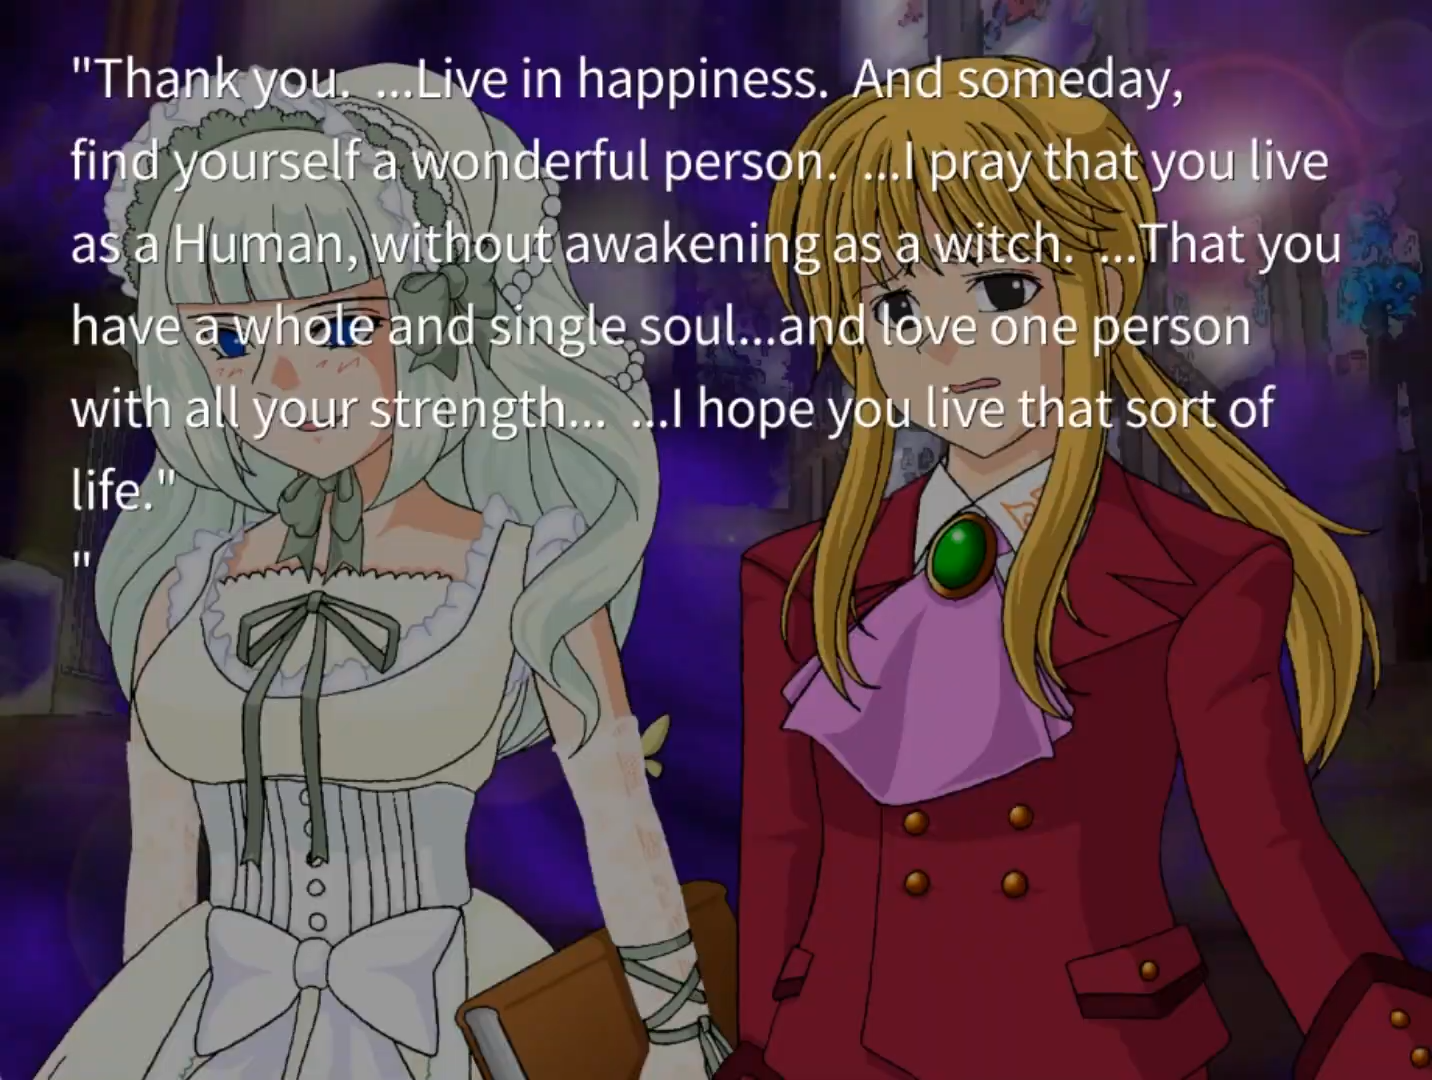 "Thank you.  ...Live in happiness.  And someday,
find yourself a wonderful person.  ...I pray that you live
as a Human, without awakening as a witch.  ...That you
have a whole and single soul...and love one person
with all your strength...  ...I hope you live that sort of
life."
"